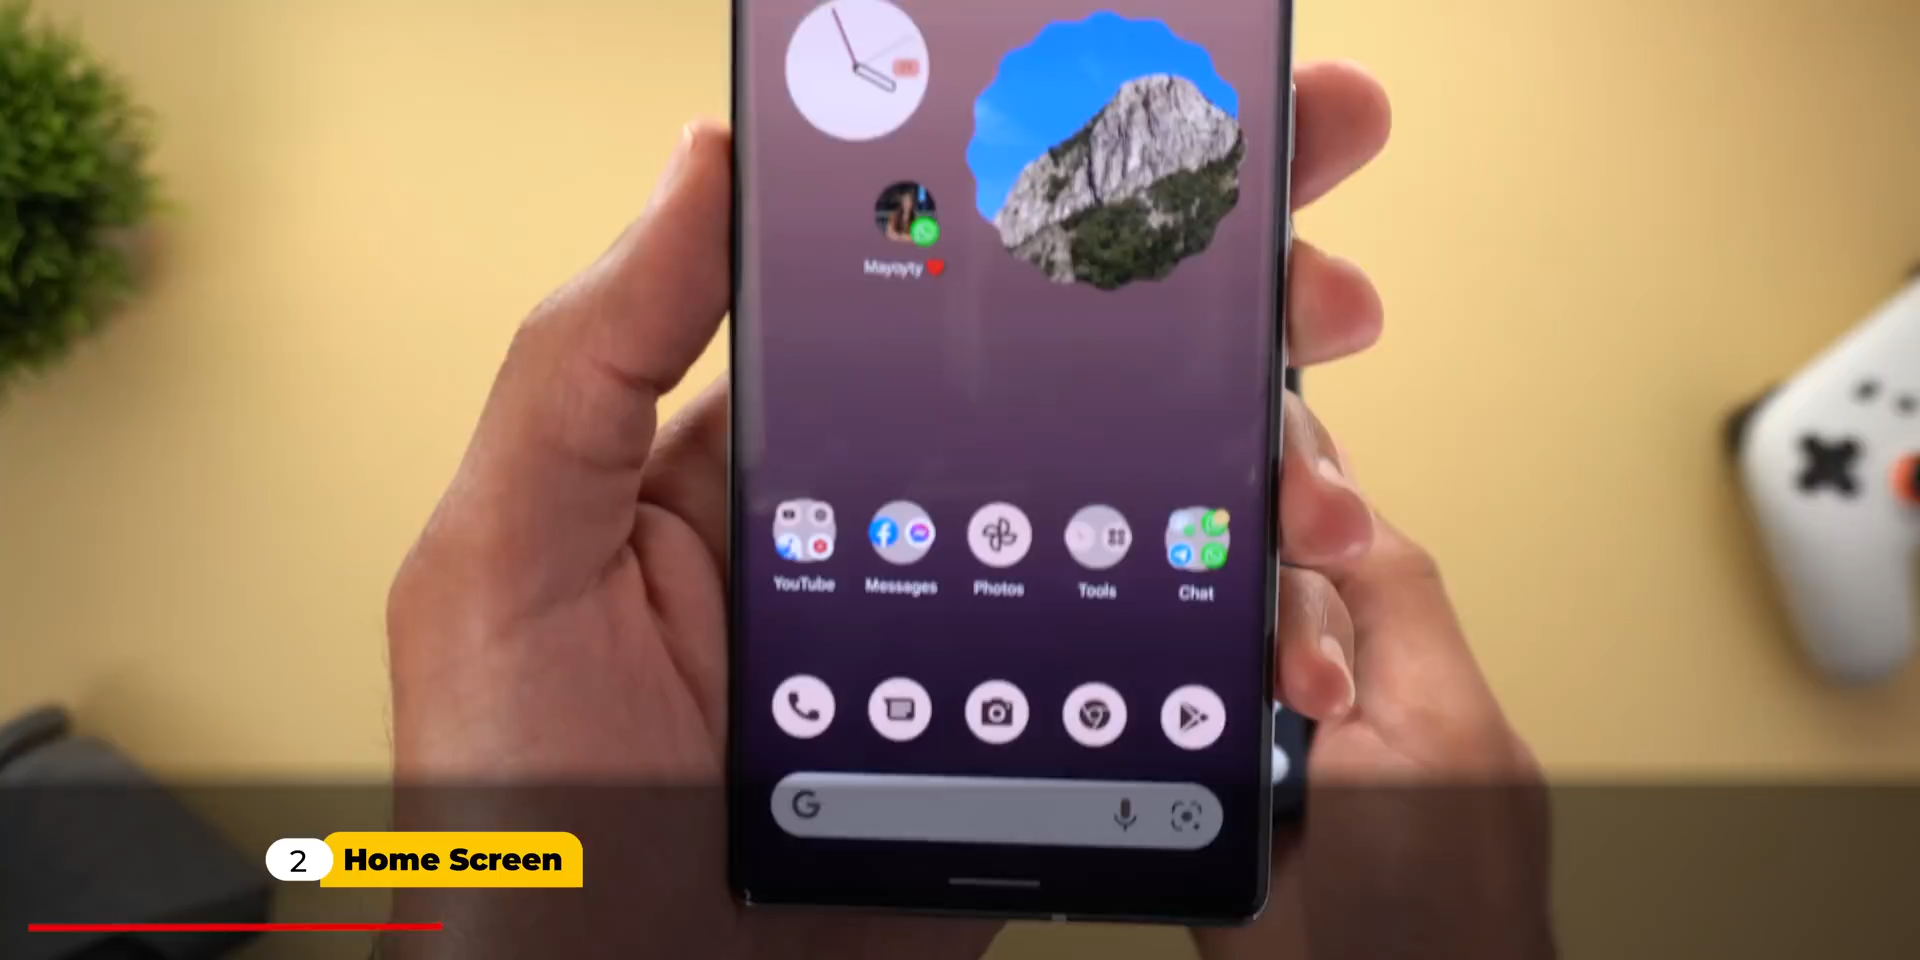 Mayoyty ❤️
YouTube
Messages
Photos
Tools
Chat
G
2
Home Screen